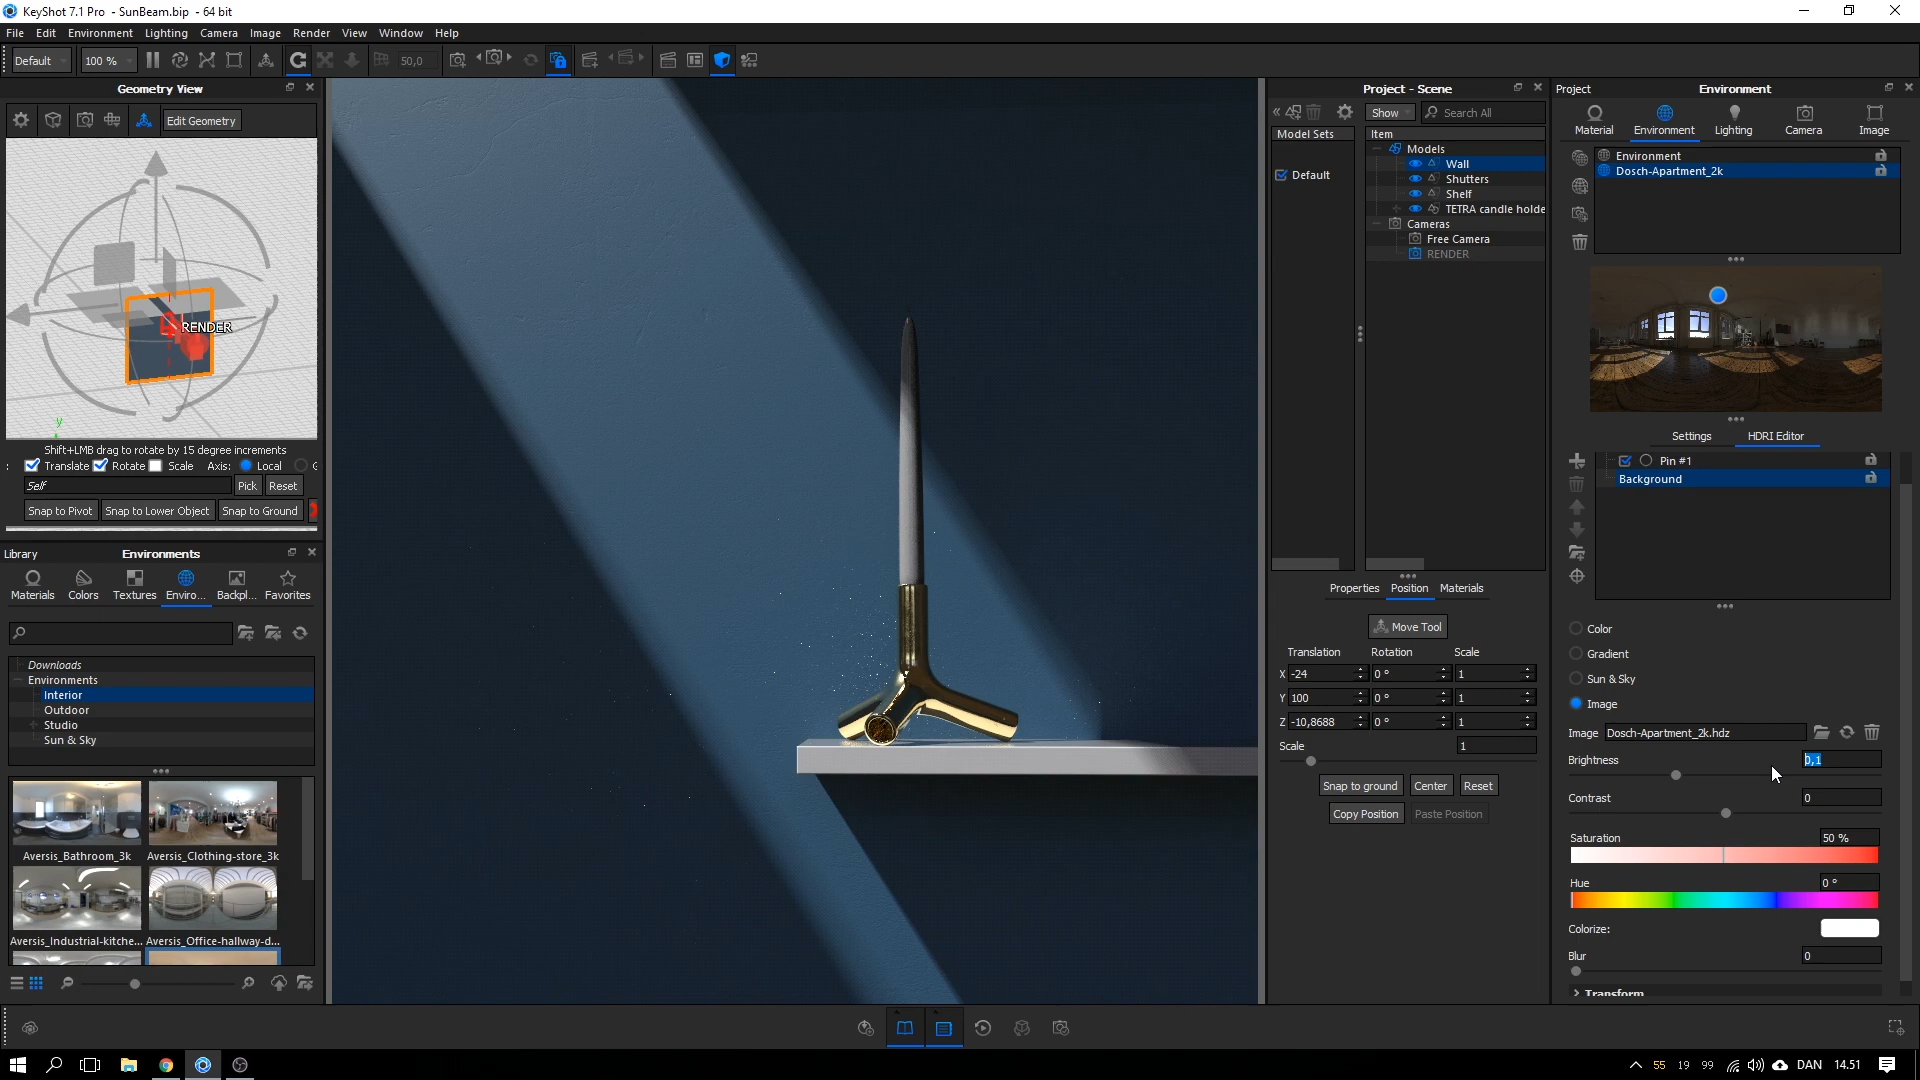 KeyShot 7.1 Pro - SunBeam.bip - 64 bit
File Edit Environment Lighting Camera Image Render View Window Help
Default 100 % 50,0
Geometry View
Edit Geometry
RENDER
y
Shift+LMB drag to rotate by 15 degree increments
: Translate Rotate Scale Axis: Local
Self Pick Reset
Snap to Pivot Snap to Lower Object Snap to Ground
Library Environments
Materials Colors Textures Enviro... Backpl... Favorites
Downloads
Environments
Interior
Outdoor
Studio
Sun & Sky
Aversis_Bathroom_3k Aversis_Clothing-store_3k
Aversis_Industrial-kitche... Aversis_Office-hallway-d...
Project - Scene
Show Search All
Model Sets Item
Default
Models
Wall
Shutters
Shelf
TETRA candle holde
Cameras
Free Camera
RENDER
Properties Position Materials
Move Tool
Translation Rotation Scale
X -24 0 ° 1
Y 100 0 ° 1
Z -10,8688 0 ° 1
Scale 1
Snap to ground Center Reset
Copy Position Paste Position
Project Environment
Material Environment Lighting Camera Image
Environment
Dosch-Apartment_2k
Settings HDRI Editor
Pin #1
Background
Color
Gradient
Sun & Sky
Image
Image Dosch-Apartment_2k.hdz
Brightness 0,1
Contrast 0
Saturation 50 %
Hue 0 °
Colorize:
Blur 0
Transform
55 19 99 DAN 14.51